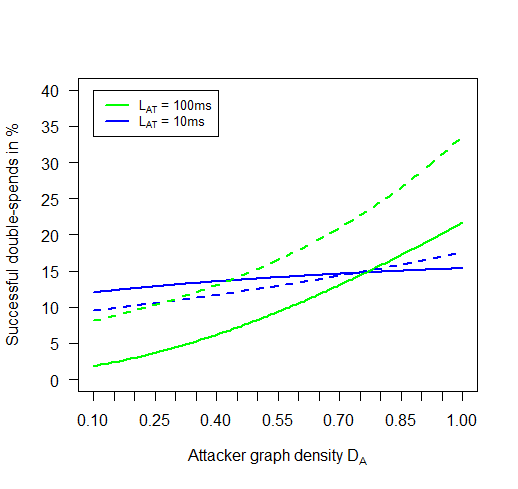 Successful double-spends in %
40
35
30
25
20
15
10
5
0
L_AT = 100ms
L_AT = 10ms
0.10 0.25 0.40 0.55 0.70 0.85 1.00
Attacker graph density D_A